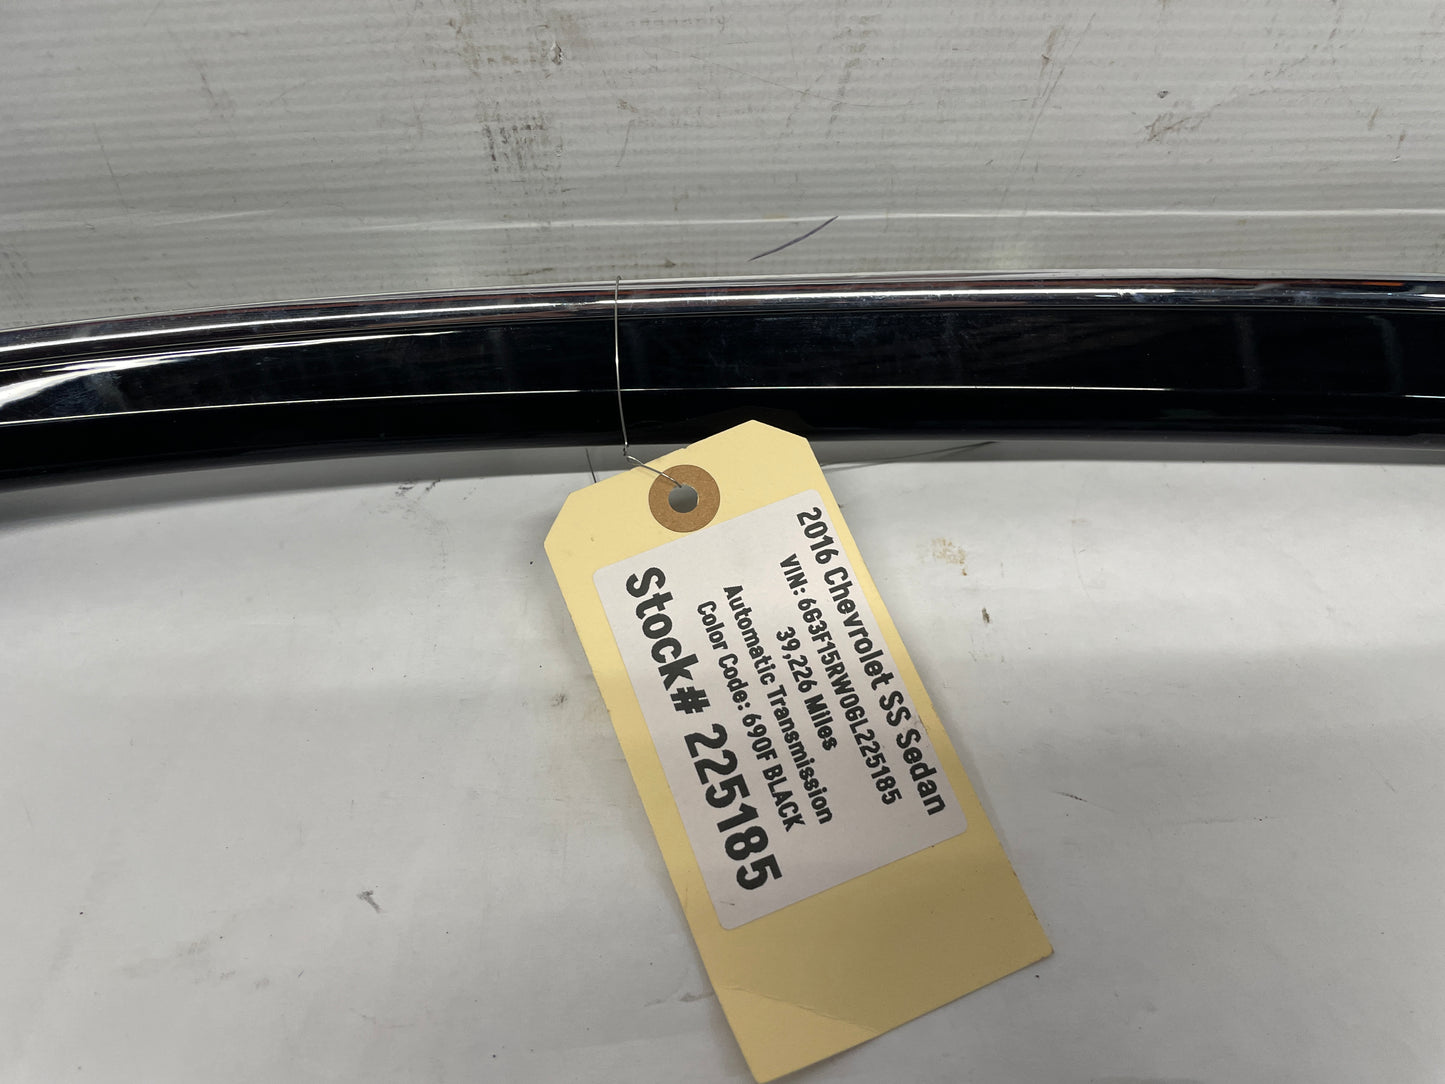 2016 Chevrolet SS Sedan
VIN: 6G3F15RW0GL225185
39,226 Miles
Automatic Transmission
Color Code: 690F BLACK
Stock# 225185